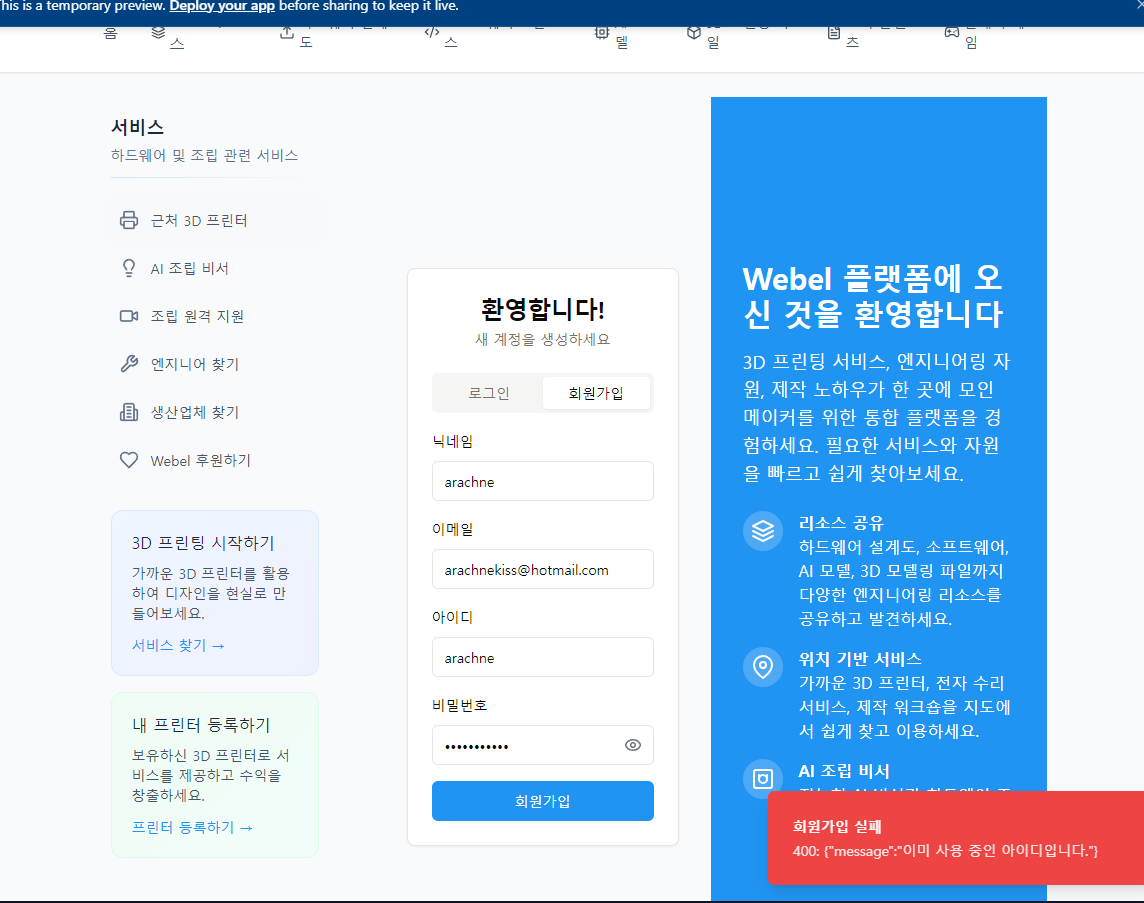 This is a temporary preview. Deploy your app before sharing to keep it live.
홈
스
도
스
델
일
츠
임
서비스
하드웨어 및 조립 관련 서비스
근처 3D 프린터
AI 조립 비서
조립 원격 지원
엔지니어 찾기
생산업체 찾기
Webel 후원하기
3D 프린팅 시작하기
가까운 3D 프린터를 활용
하여 디자인을 현실로 만
들어보세요.
서비스 찾기 →
내 프린터 등록하기
보유하신 3D 프린터로 서
비스를 제공하고 수익을
창출하세요.
프린터 등록하기 →
환영합니다!
새 계정을 생성하세요
로그인
회원가입
닉네임
arachne
이메일
arachnekiss@hotmail.com
아이디
arachne
비밀번호
•••••••••••
회원가입
Webel 플랫폼에 오
신 것을 환영합니다
3D 프린팅 서비스, 엔지니어링 자
원, 제작 노하우가 한 곳에 모인
메이커를 위한 통합 플랫폼을 경
험하세요. 필요한 서비스와 자원
을 빠르고 쉽게 찾아보세요.
리소스 공유
하드웨어 설계도, 소프트웨어,
AI 모델, 3D 모델링 파일까지
다양한 엔지니어링 리소스를
공유하고 발견하세요.
위치 기반 서비스
가까운 3D 프린터, 전자 수리
서비스, 제작 워크숍을 지도에
서 쉽게 찾고 이용하세요.
AI 조립 비서
회원가입 실패
400: {"message":"이미 사용 중인 아이디입니다."}